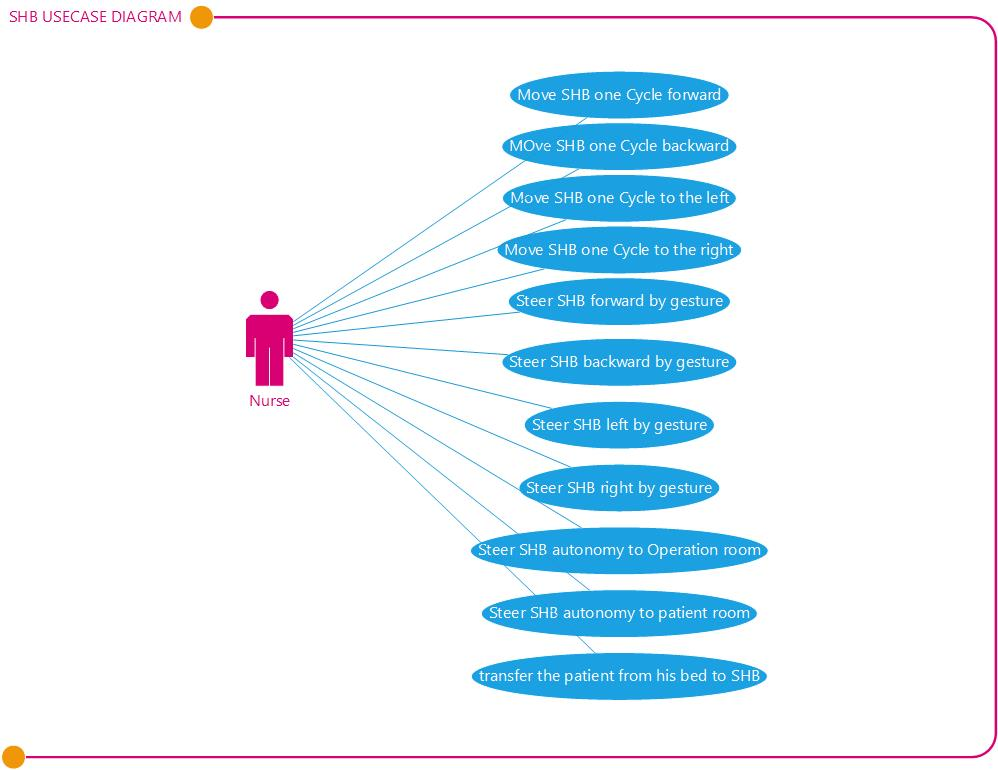 SHB USECASE DIAGRAM
Move SHB one Cycle forward
MOve SHB one Cycle backward
Move SHB one Cycle to the left
Move SHB one Cycle to the right
Steer SHB forward by gesture
Steer SHB backward by gesture
Nurse
Steer SHB left by gesture
Steer SHB right by gesture
Steer SHB autonomy to Operation room
Steer SHB autonomy to patient room
transfer the patient from his bed to SHB